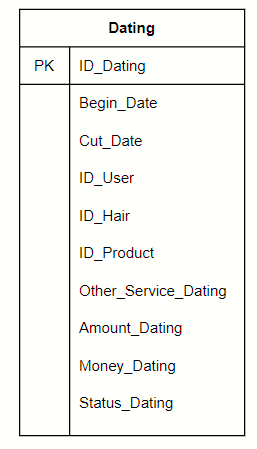 Dating
PK ID_Dating
Begin_Date
Cut_Date
ID_User
ID_Hair
ID_Product
Other_Service_Dating
Amount_Dating
Money_Dating
Status_Dating